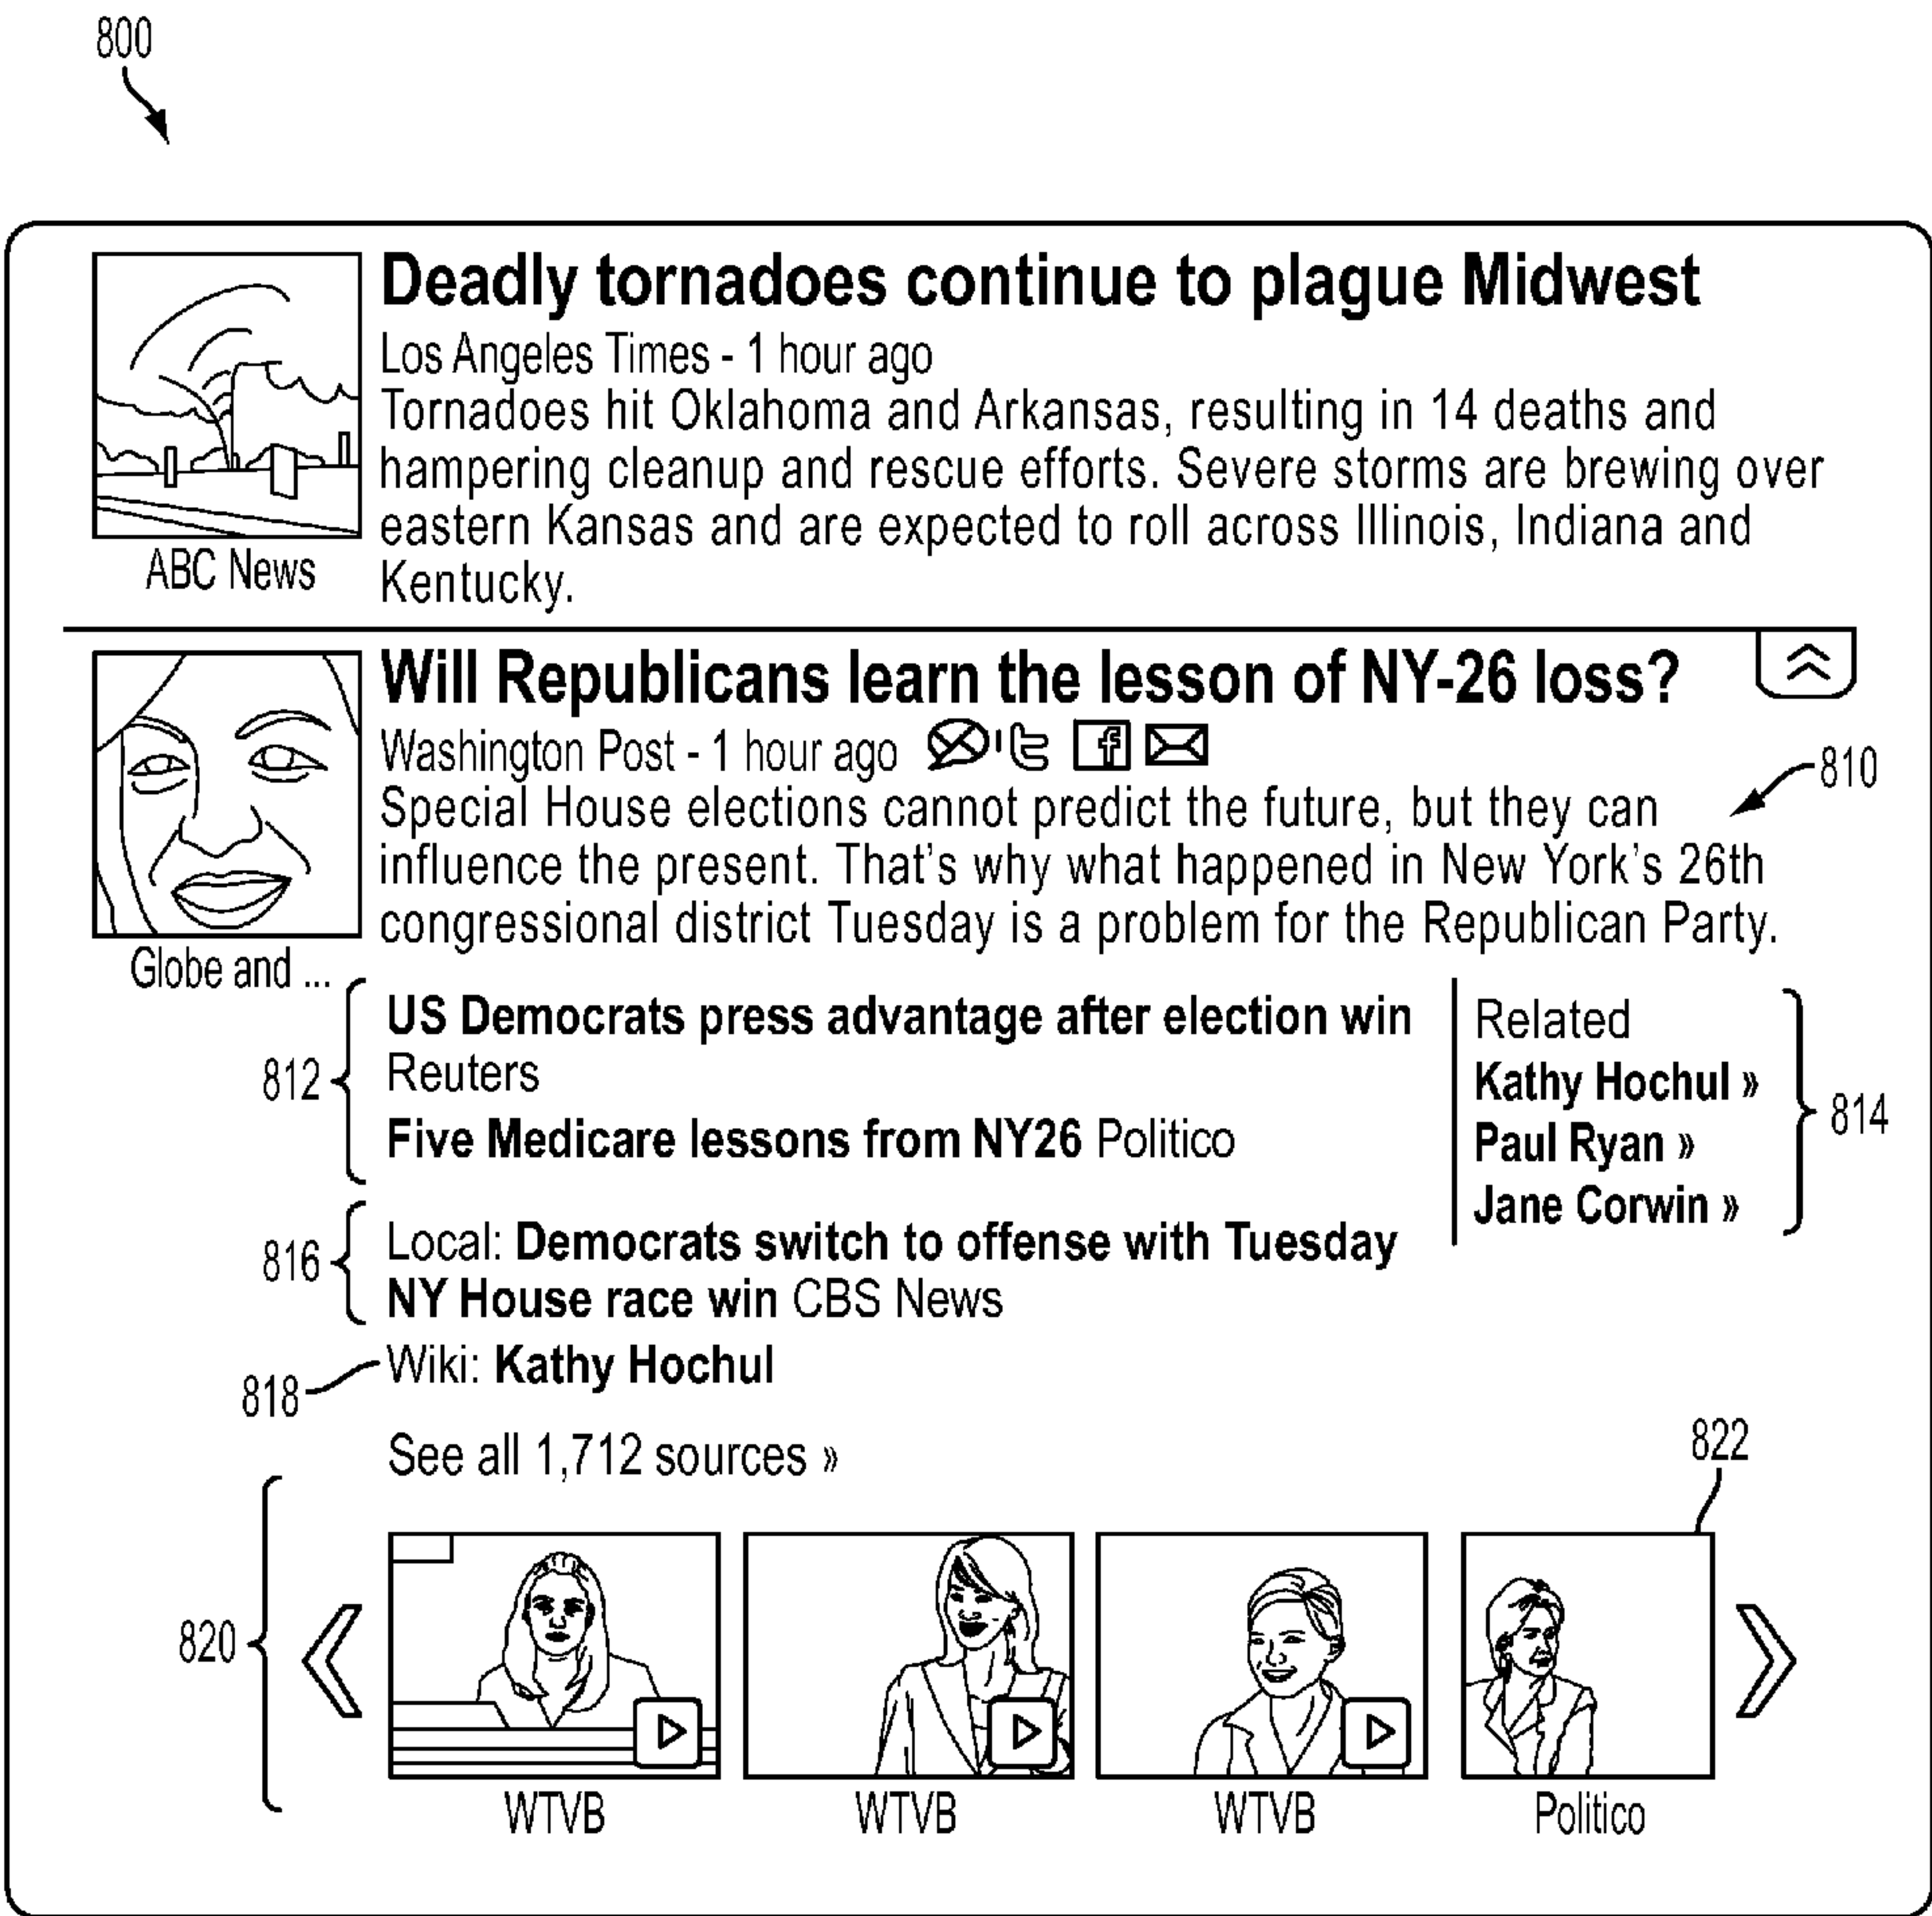 800
Deadly tornadoes continue to plague Midwest
Los Angeles Times - 1 hour ago
Tornadoes hit Oklahoma and Arkansas, resulting in 14 deaths and
hampering cleanup and rescue efforts. Severe storms are brewing over
eastern Kansas and are expected to roll across Illinois, Indiana and
Kentucky.
ABC News
Will Republicans learn the lesson of NY-26 loss?
Washington Post - 1 hour ago
810
Special House elections cannot predict the future, but they can
influence the present. That's why what happened in New York's 26th
congressional district Tuesday is a problem for the Republican Party.
Globe and ...
812
US Democrats press advantage after election win
Reuters
Five Medicare lessons from NY26 Politico
Related
Kathy Hochul »
Paul Ryan »
Jane Corwin »
814
816
Local: Democrats switch to offense with Tuesday
NY House race win CBS News
818
Wiki: Kathy Hochul
See all 1,712 sources »
822
820
WTVB
WTVB
WTVB
Politico